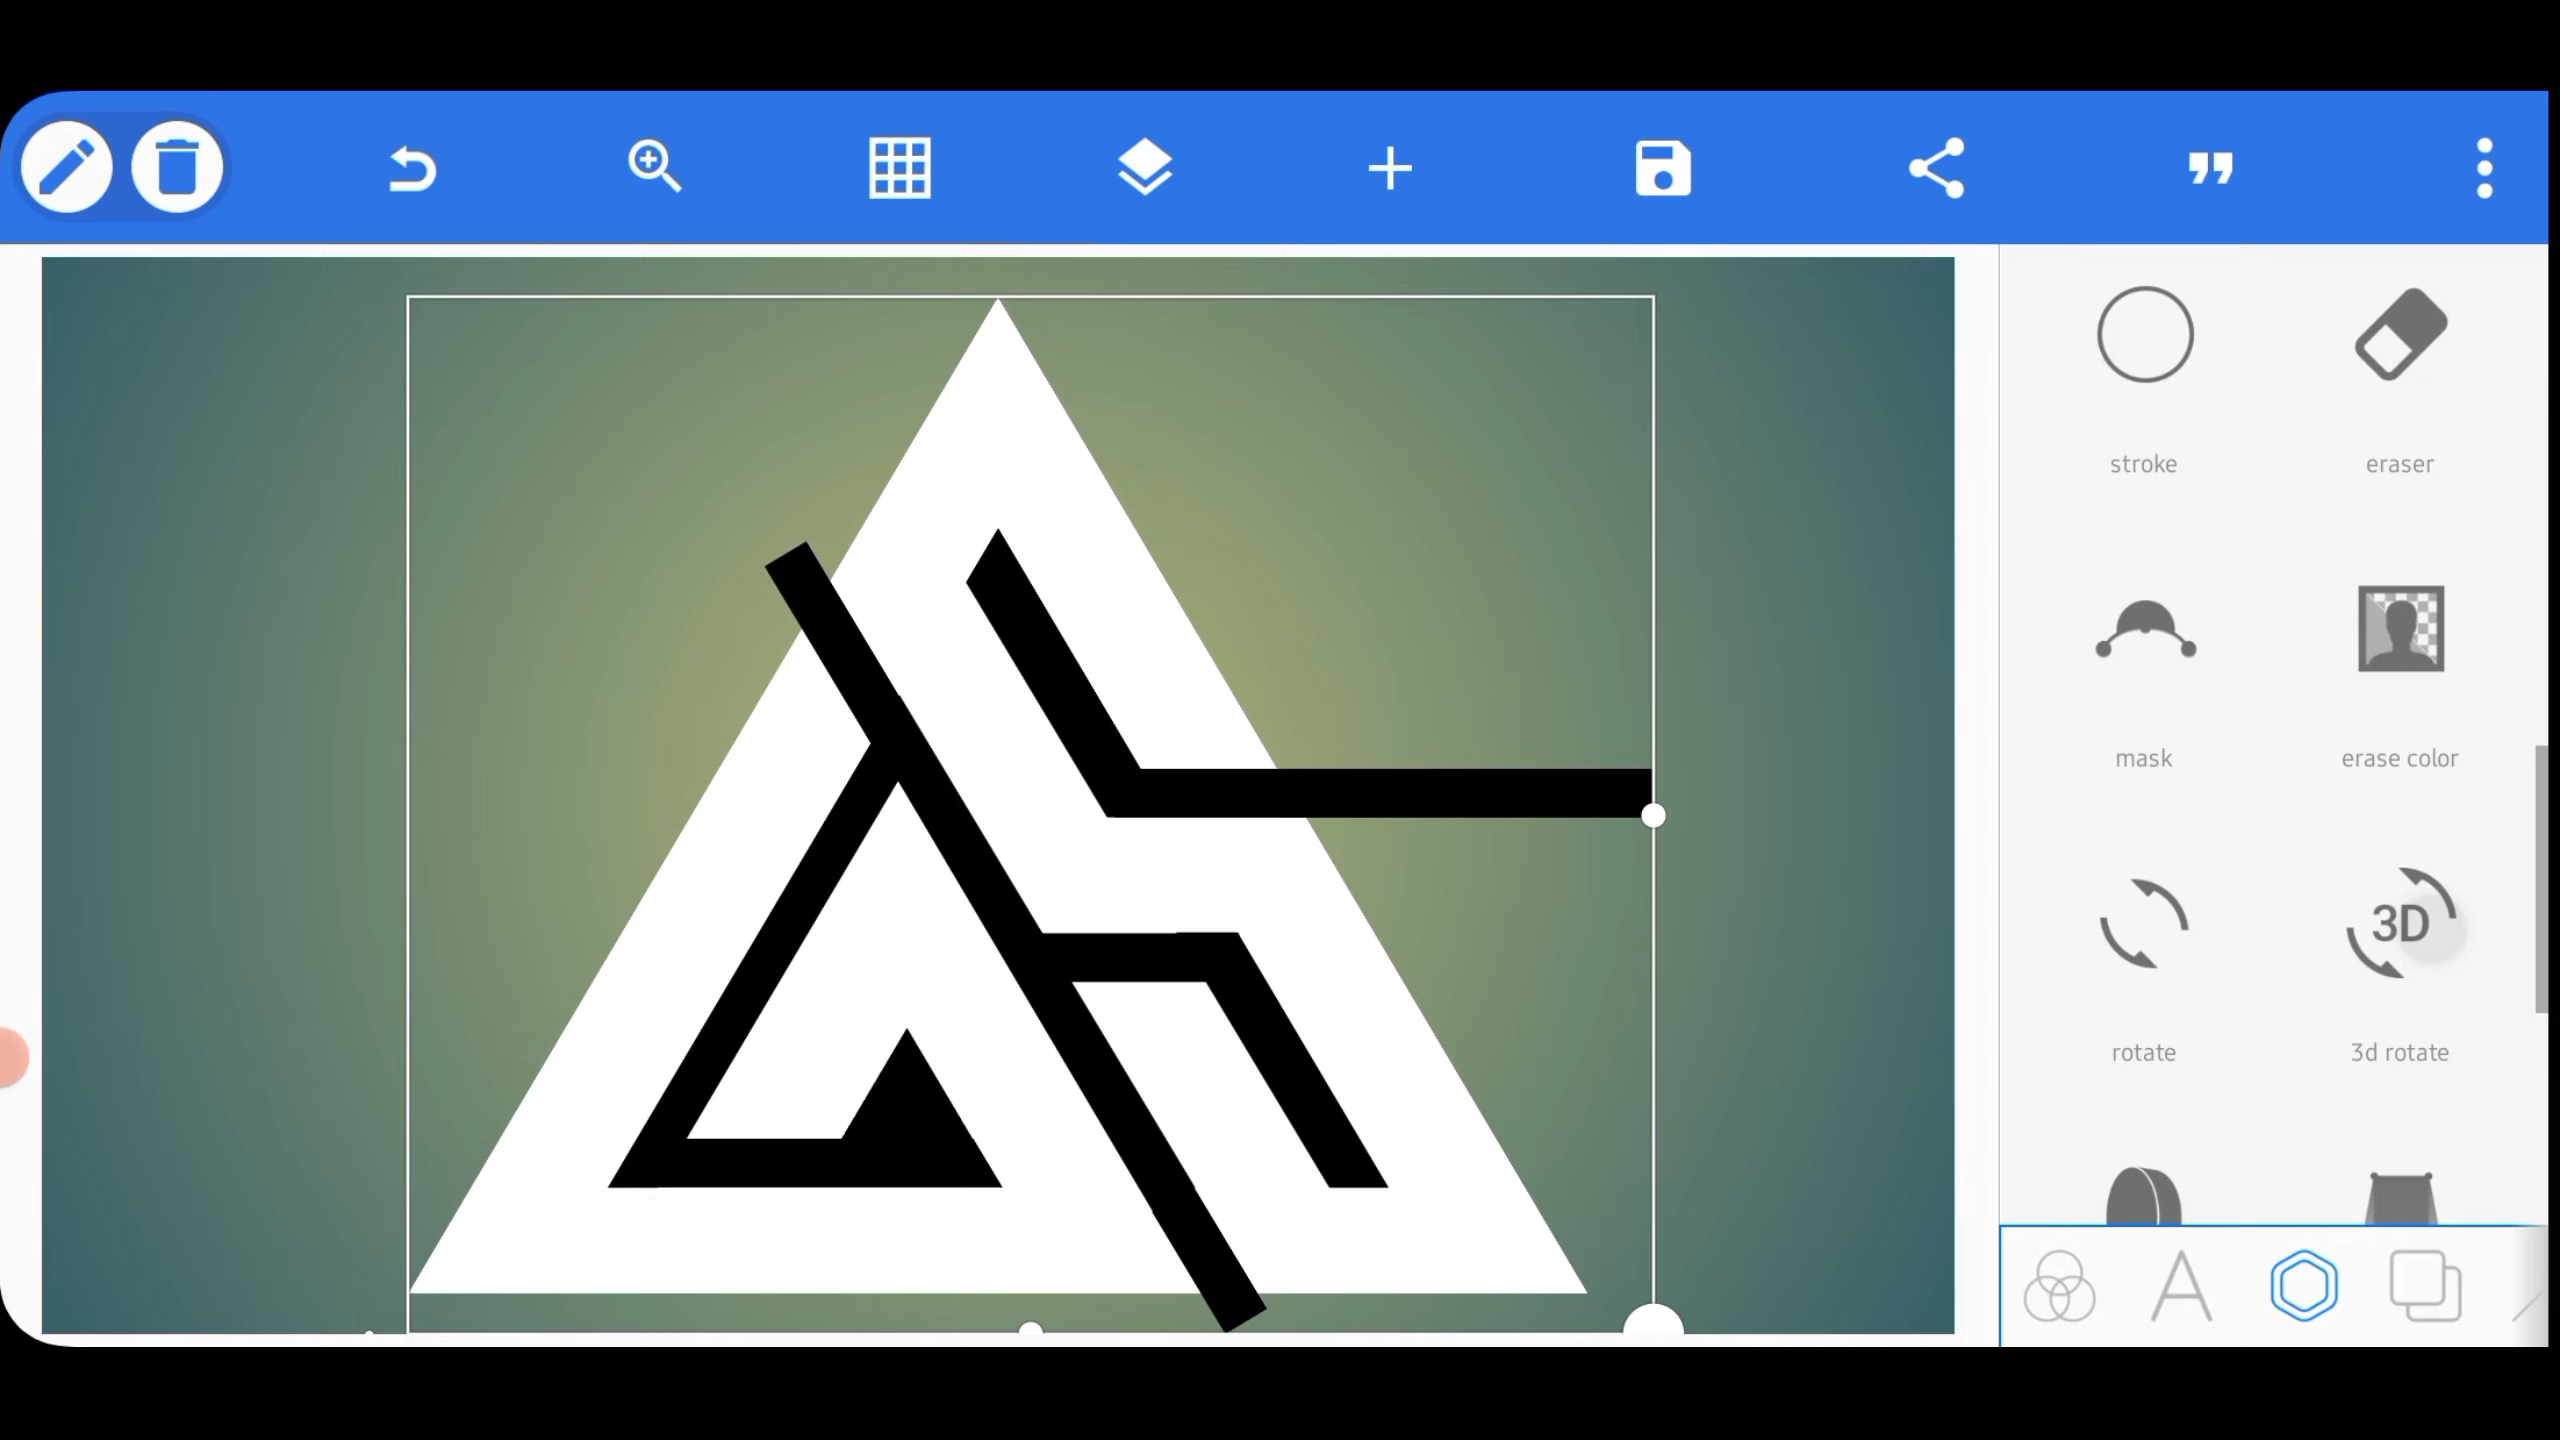 stroke
eraser
mask
erase color
3D
rotate
3d rotate